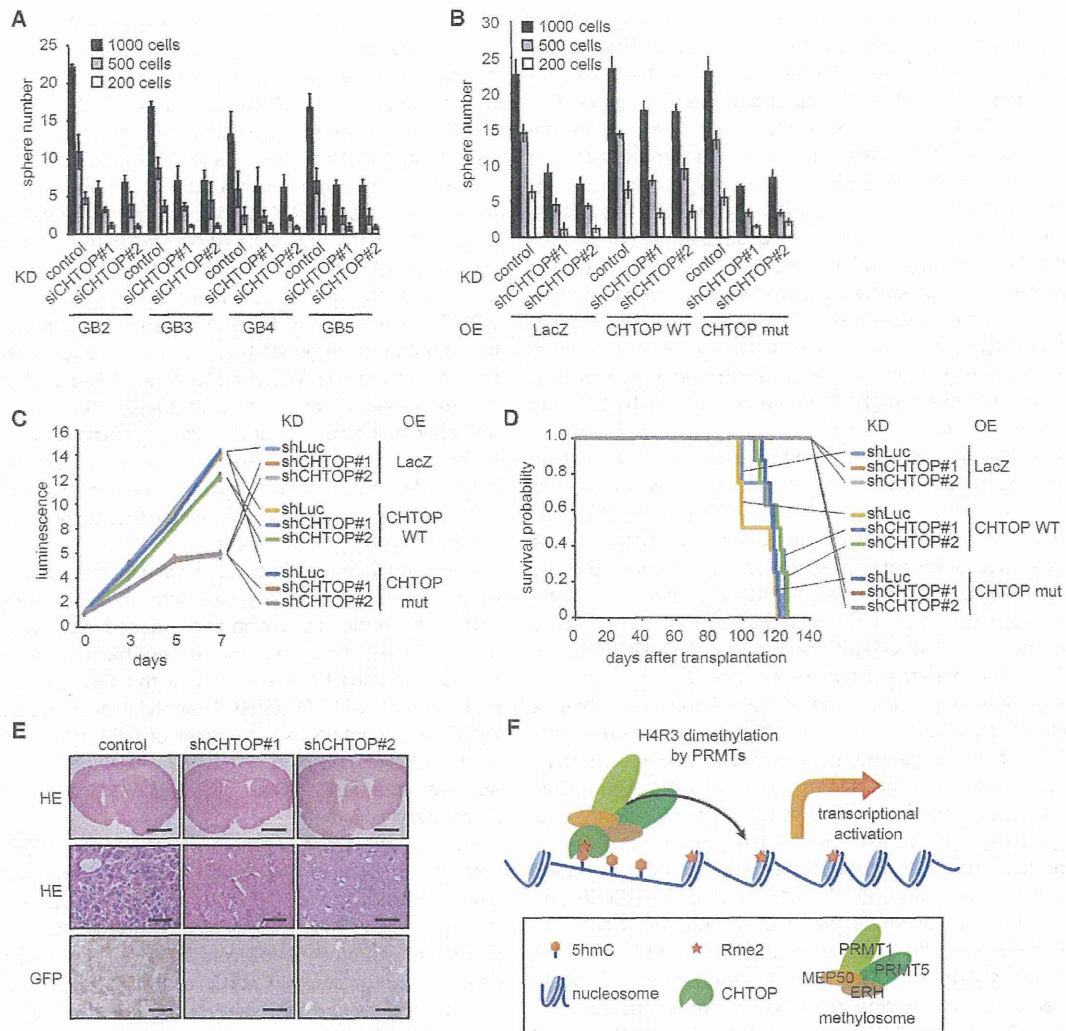 A
1000 cells
500 cells
200 cells
sphere number
25
20
15
10
5
0
KD
control
siCHTOP#1
siCHTOP#2
control
siCHTOP#1
siCHTOP#2
control
siCHTOP#1
siCHTOP#2
control
siCHTOP#1
siCHTOP#2
GB2
GB3
GB4
GB5
B
1000 cells
500 cells
200 cells
sphere number
30
25
20
15
10
5
0
KD
control
shCHTOP#1
shCHTOP#2
control
shCHTOP#1
shCHTOP#2
control
shCHTOP#1
shCHTOP#2
OE
LacZ
CHTOP WT
CHTOP mut
C
luminescence
16
14
12
10
8
6
4
2
0
0
3
5
7
days
KD
OE
shLuc
shCHTOP#1
shCHTOP#2
LacZ
shLuc
shCHTOP#1
shCHTOP#2
CHTOP
WT
shLuc
shCHTOP#1
shCHTOP#2
CHTOP
mut
D
survival probability
1.0
0.8
0.6
0.4
0.2
0
0
20
40
60
80
100
120
140
days after transplantation
KD
OE
shLuc
shCHTOP#1
shCHTOP#2
LacZ
shLuc
shCHTOP#1
shCHTOP#2
CHTOP WT
shLuc
shCHTOP#1
shCHTOP#2
CHTOP mut
E
control
shCHTOP#1
shCHTOP#2
HE
HE
GFP
F
H4R3 dimethylation
by PRMTs
transcriptional
activation
5hmC
Rme2
nucleosome
CHTOP
PRMT1
MEP50
PRMT5
ERH
methylosome